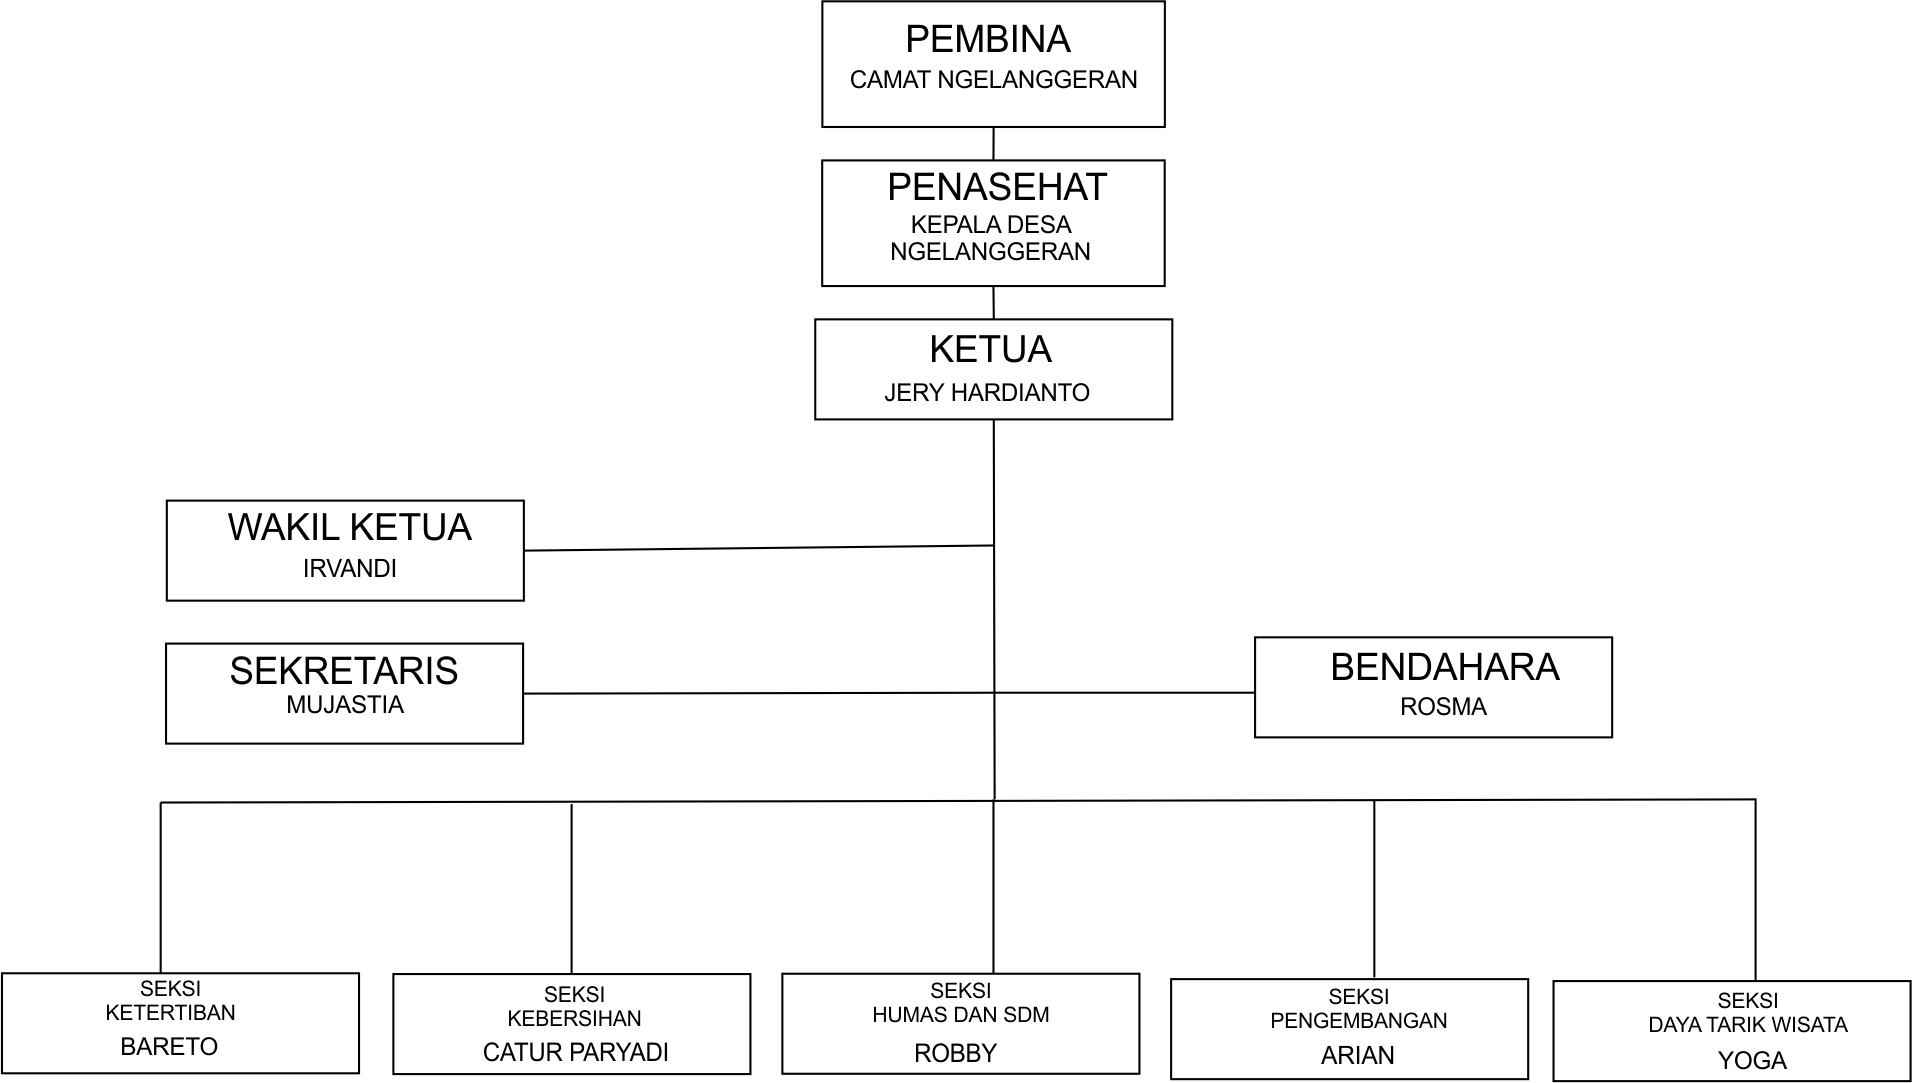 PEMBINA
CAMAT NGELANGGERAN
PENASEHAT
KEPALA DESA
NGELANGGERAN
KETUA
JERY HARDIANTO
WAKIL KETUA
IRVANDI
SEKRETARIS
MUJASTIA
BENDAHARA
ROSMA
SEKSI
KETERTIBAN
BARETO
SEKSI
KEBERSIHAN
CATUR PARYADI
SEKSI
HUMAS DAN SDM
ROBBY
SEKSI
PENGEMBANGAN
ARIAN
SEKSI
DAYA TARIK WISATA
YOGA